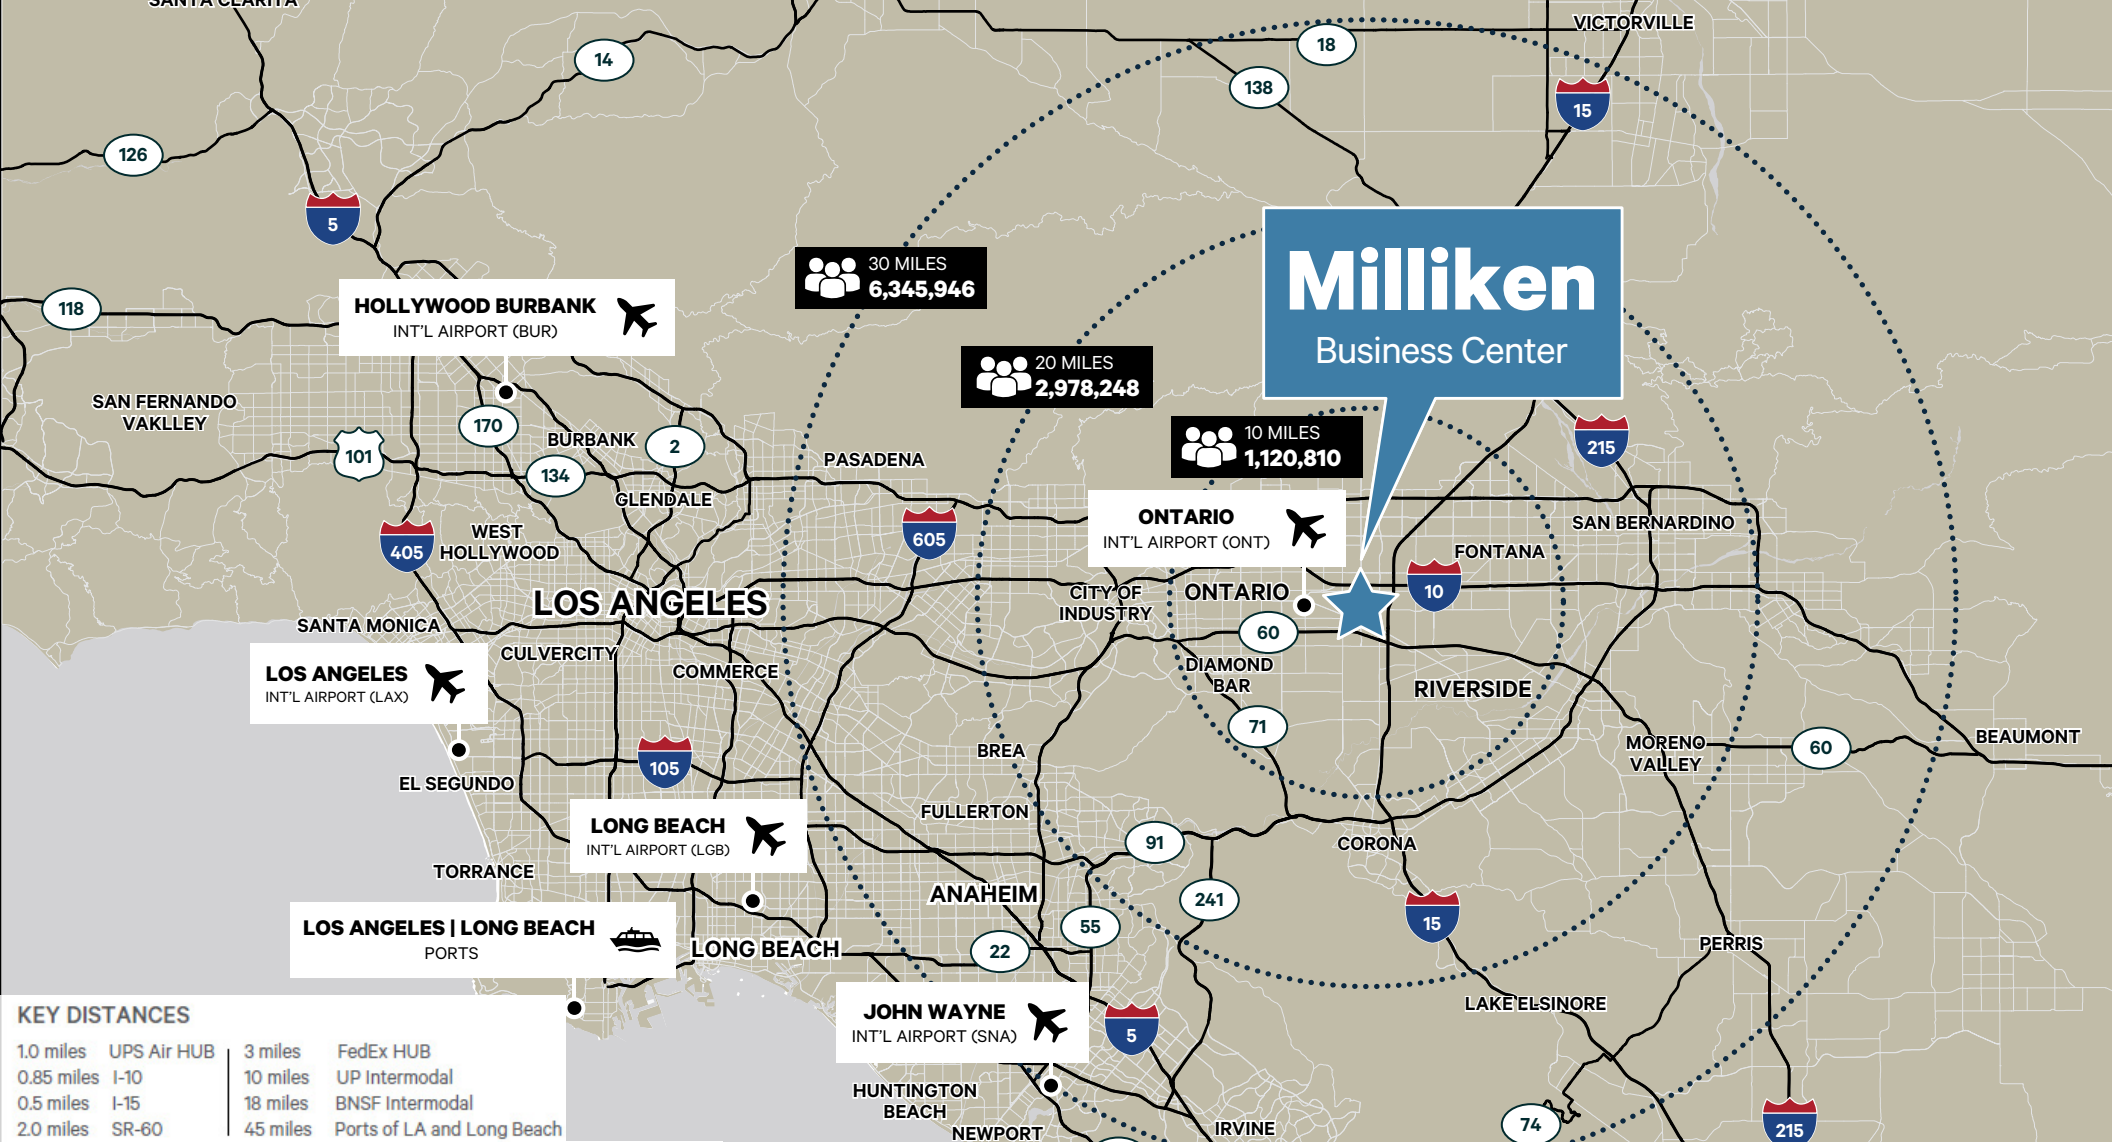 SANTA CLARITA
VICTORVILLE
14
18
138
15
126
5
Milliken
Business Center
30 MILES
6,345,946
118
HOLLYWOOD BURBANK
INT'L AIRPORT (BUR)
20 MILES
2,978,248
SAN FERNANDO
VAKLLEY
170
BURBANK
2
10 MILES
1,120,810
215
101
134
PASADENA
GLENDALE
ONTARIO
INT'L AIRPORT (ONT)
SAN BERNARDINO
405
WEST
HOLLYWOOD
605
FONTANA
LOS ANGELES
CITY OF
INDUSTRY
ONTARIO
10
SANTA MONICA
60
CULVERCITY
LOS ANGELES
INT'L AIRPORT (LAX)
COMMERCE
DIAMOND
BAR
RIVERSIDE
71
BREA
MORENO
VALLEY
60
BEAUMONT
105
EL SEGUNDO
FULLERTON
LONG BEACH
INT'L AIRPORT (LGB)
91
CORONA
TORRANCE
ANAHEIM
241
15
LOS ANGELES | LONG BEACH
PORTS
55
LONG BEACH
22
PERRIS
JOHN WAYNE
INT'L AIRPORT (SNA)
5
LAKE ELSINORE
HUNTINGTON
BEACH
NEWPORT
IRVINE
74
215
KEY DISTANCES
1.0 miles UPS Air HUB
0.85 miles I-10
0.5 miles I-15
2.0 miles SR-60
3 miles FedEx HUB
10 miles UP Intermodal
18 miles BNSF Intermodal
45 miles Ports of LA and Long Beach